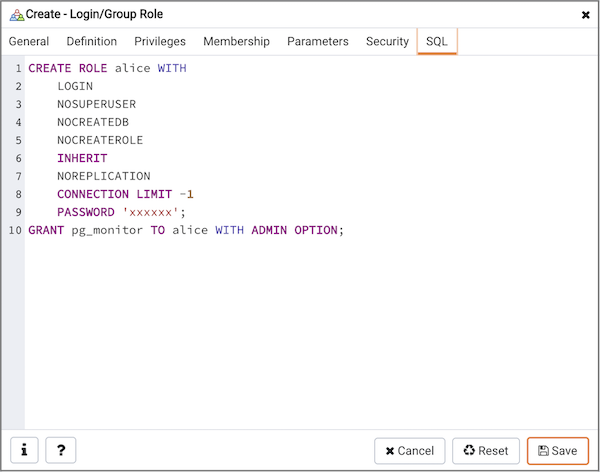 Create - Login/Group Role
General Definition Privileges Membership Parameters Security SQL
1 CREATE ROLE alice WITH
2 LOGIN
3 NOSUPERUSER
4 NOCREATEDB
5 NOCREATEROLE
6 INHERIT
7 NOREPLICATION
8 CONNECTION LIMIT -1
9 PASSWORD 'xxxxxx';
10 GRANT pg_monitor TO alice WITH ADMIN OPTION;
i ? Cancel Reset Save